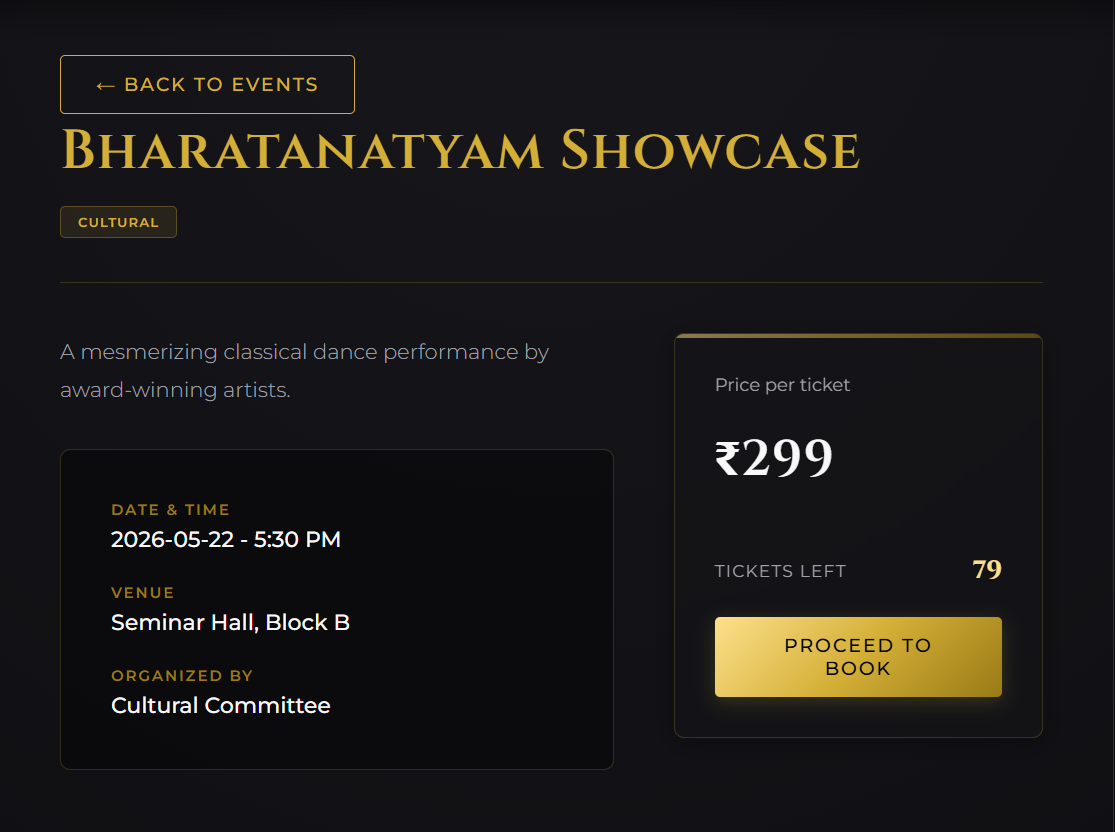 ← BACK TO EVENTS
Bharatanatyam Showcase
CULTURAL
A mesmerizing classical dance performance by
award-winning artists.
DATE & TIME
2026-05-22 - 5:30 PM
VENUE
Seminar Hall, Block B
ORGANIZED BY
Cultural Committee
Price per ticket
₹299
TICKETS LEFT 79
PROCEED TO
BOOK